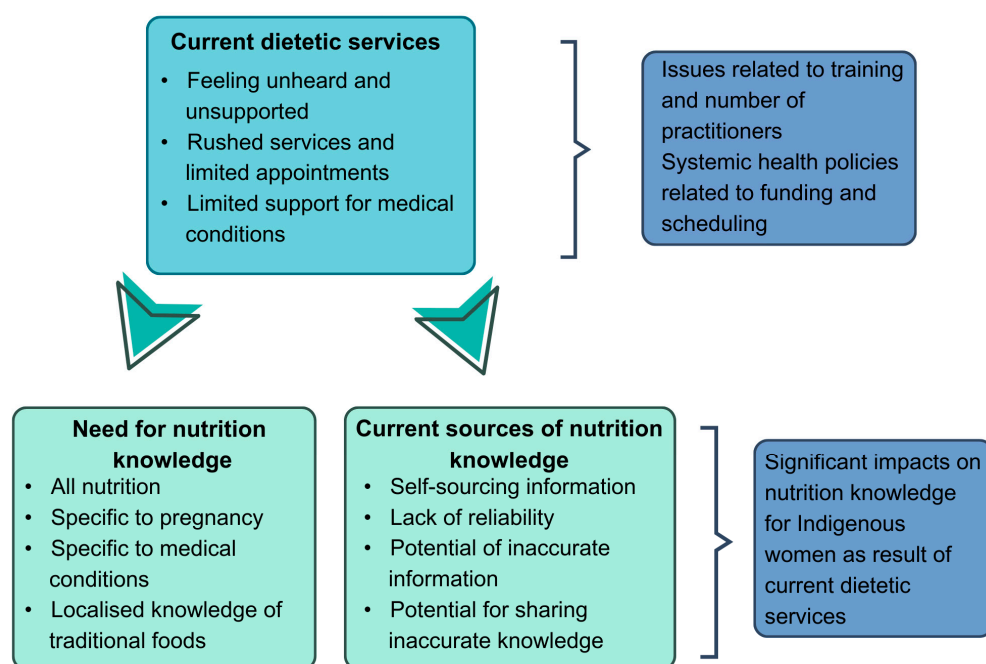 Current dietetic services
• Feeling unheard and
unsupported
• Rushed services and
limited appointments
• Limited support for medical
conditions
Issues related to training
and number of
practitioners
Systemic health policies
related to funding and
scheduling
Need for nutrition
knowledge
• All nutrition
• Specific to pregnancy
• Specific to medical
conditions
• Localised knowledge of
traditional foods
Current sources of nutrition
knowledge
• Self-sourcing information
• Lack of reliability
• Potential of inaccurate
information
• Potential for sharing
inaccurate knowledge
Significant impacts on
nutrition knowledge
for Indigenous
women as result of
current dietetic
services